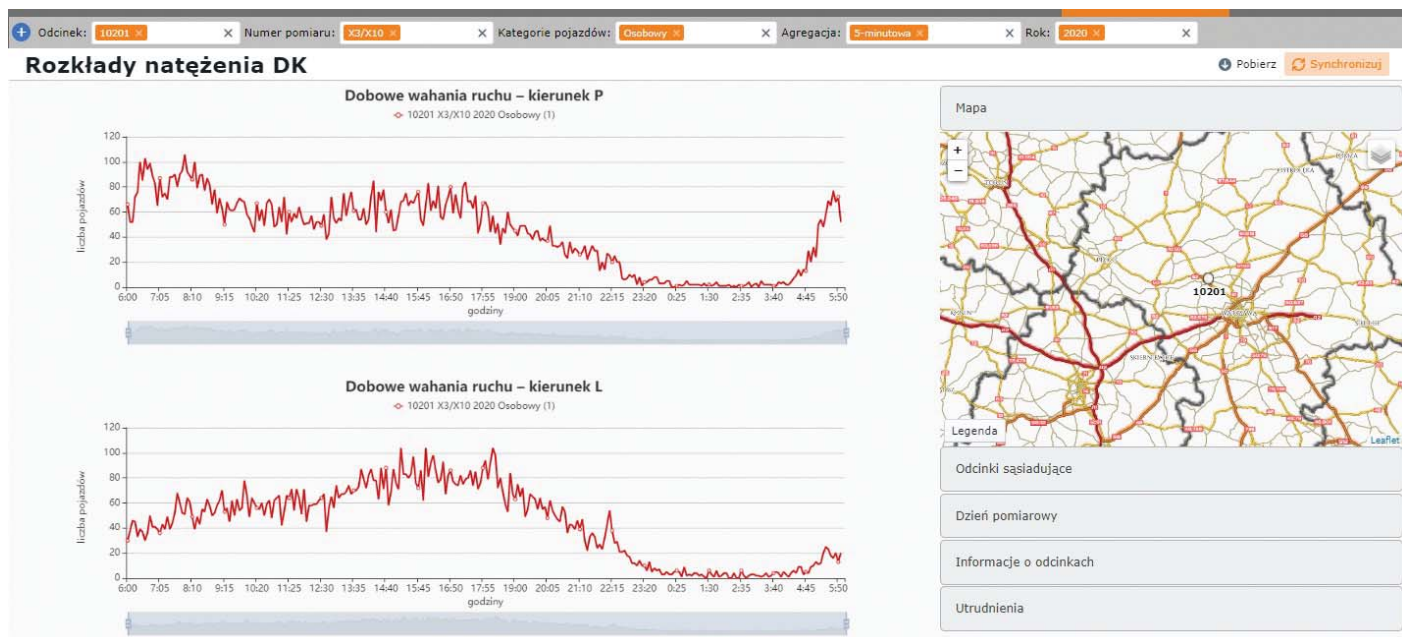 Odcinek: 10201 × × Numer pomiaru: X3/X10 × × Kategorie pojazdów: Osobowy × × Agregacja: 5-minutowa × × Rok: 2020 × ×
Rozkłady natężenia DK
Pobierz Synchronizuj
Dobowe wahania ruchu – kierunek P
10201 X3/X10 2020 Osobowy (1)
liczba pojazdów
120
100
80
60
40
20
0
6:00 7:05 8:10 9:15 10:20 11:25 12:30 13:35 14:40 15:45 16:50 17:55 19:00 20:05 21:10 22:15 23:20 0:25 1:30 2:35 3:40 4:45 5:50
godziny
Dobowe wahania ruchu – kierunek L
10201 X3/X10 2020 Osobowy (1)
liczba pojazdów
120
100
80
60
40
20
0
6:00 7:05 8:10 9:15 10:20 11:25 12:30 13:35 14:40 15:45 16:50 17:55 19:00 20:05 21:10 22:15 23:20 0:25 1:30 2:35 3:40 4:45 5:50
godziny
Mapa
+
−
10201
Legenda
Leaflet
Odcinki sąsiadujące
Dzień pomiarowy
Informacje o odcinkach
Utrudnienia